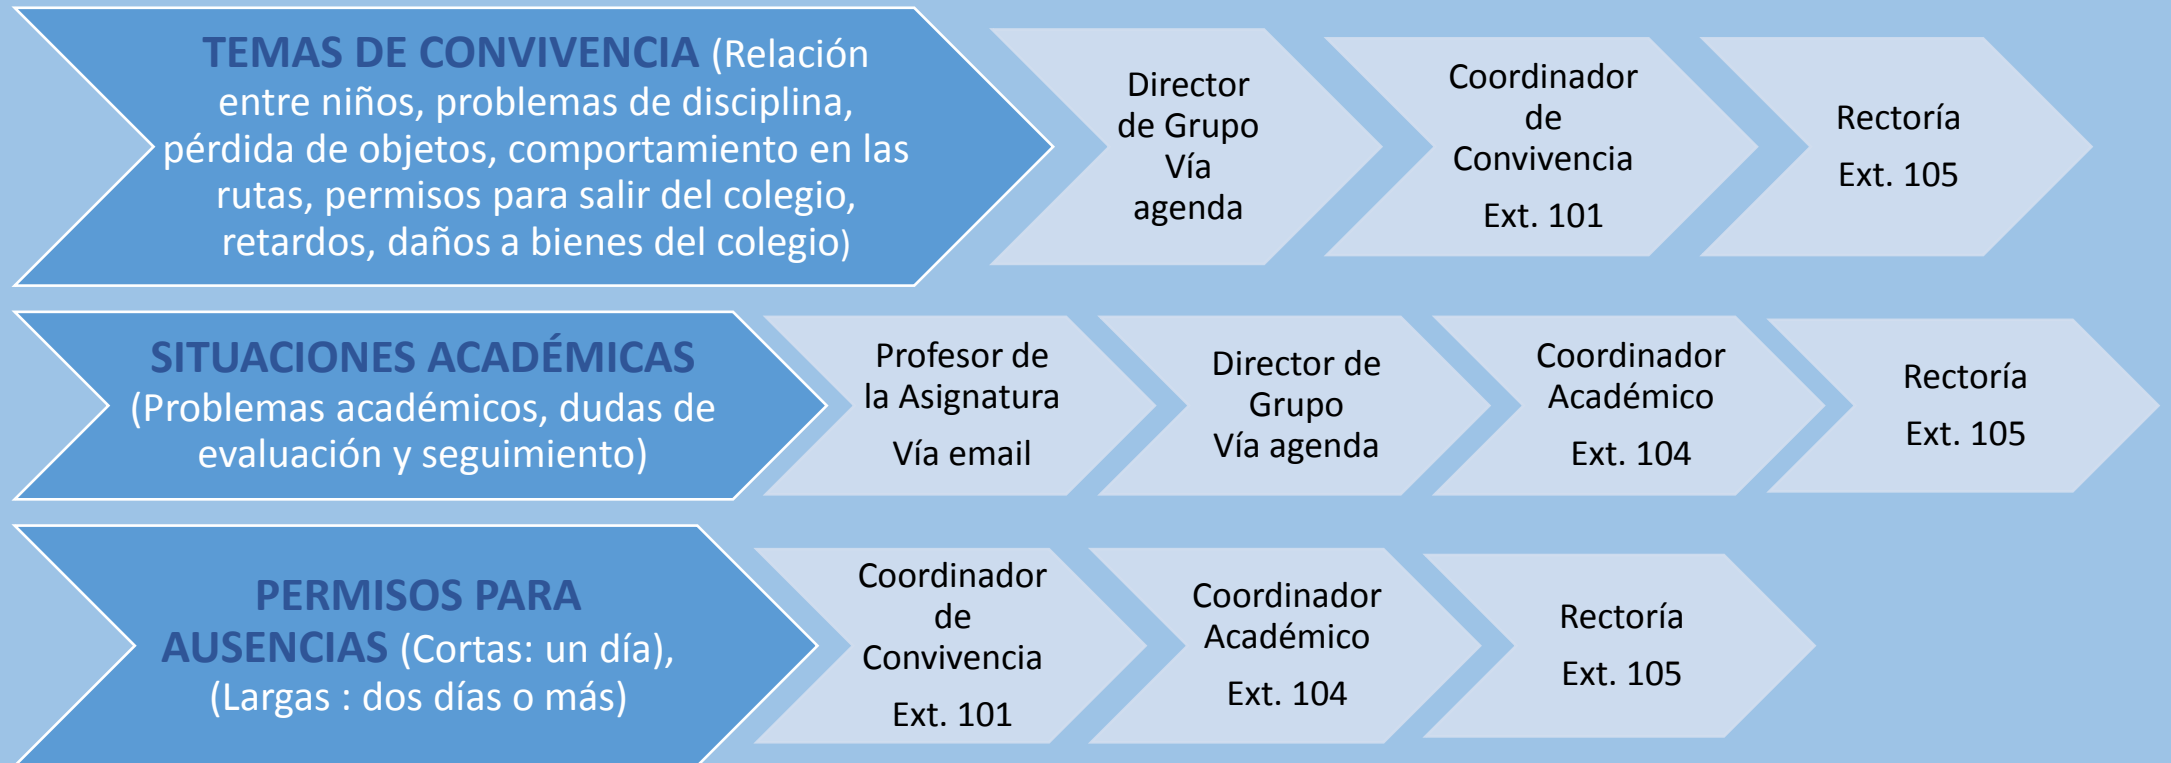 TEMAS DE CONVIVENCIA (Relación
entre niños, problemas de disciplina,
pérdida de objetos, comportamiento en las
rutas, permisos para salir del colegio,
retardos, daños a bienes del colegio)
Director
de Grupo
Vía
agenda
Coordinador
de
Convivencia
Ext. 101
Rectoría
Ext. 105
SITUACIONES ACADÉMICAS
(Problemas académicos, dudas de
evaluación y seguimiento)
Profesor de
la Asignatura
Vía email
Director de
Grupo
Vía agenda
Coordinador
Académico
Ext. 104
Rectoría
Ext. 105
PERMISOS PARA
AUSENCIAS (Cortas: un día),
(Largas : dos días o más)
Coordinador
de
Convivencia
Ext. 101
Coordinador
Académico
Ext. 104
Rectoría
Ext. 105